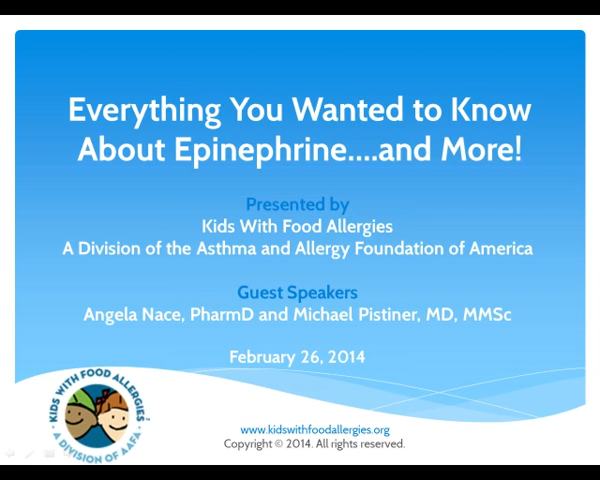 Everything You Wanted to Know
About Epinephrine....and More!
Presented by
Kids With Food Allergies
A Division of the Asthma and Allergy Foundation of America
Guest Speakers
Angela Nace, PharmD and Michael Pistiner, MD, MMSc
February 26, 2014
KIDS WITH FOOD ALLERGIES
A DIVISION OF AAFA
www.kidswithfoodallergies.org
Copyright © 2014. All rights reserved.